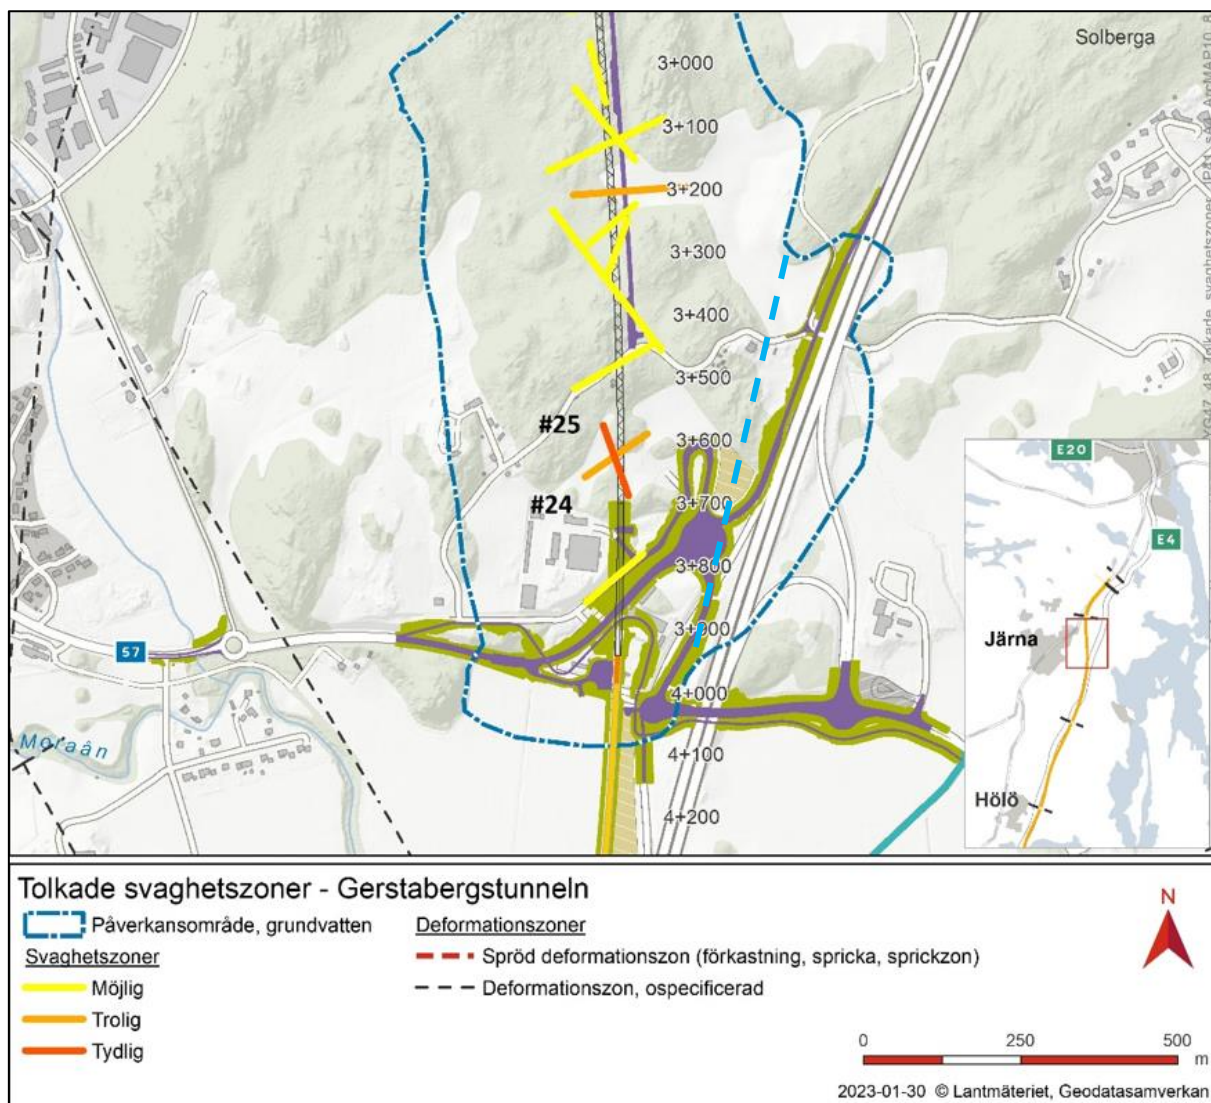 Solberga
3+000
3+100
3+200
3+300
3+400
3+500
#25
3+600
#24
3+700
3+800
57
3+900
4+000
Moraån
4+100
4+200
E20
E4
Järna
Hölö
Tolkade svaghetszoner - Gerstabergstunneln
Påverkansområde, grundvatten
Svaghetszoner
Möjlig
Trolig
Tydlig
Deformationszoner
Spröd deformationszon (förkastning, spricka, sprickzon)
Deformationszon, ospecificerad
N
0 250 500
m
2023-01-30 © Lantmäteriet, Geodatasamverkan